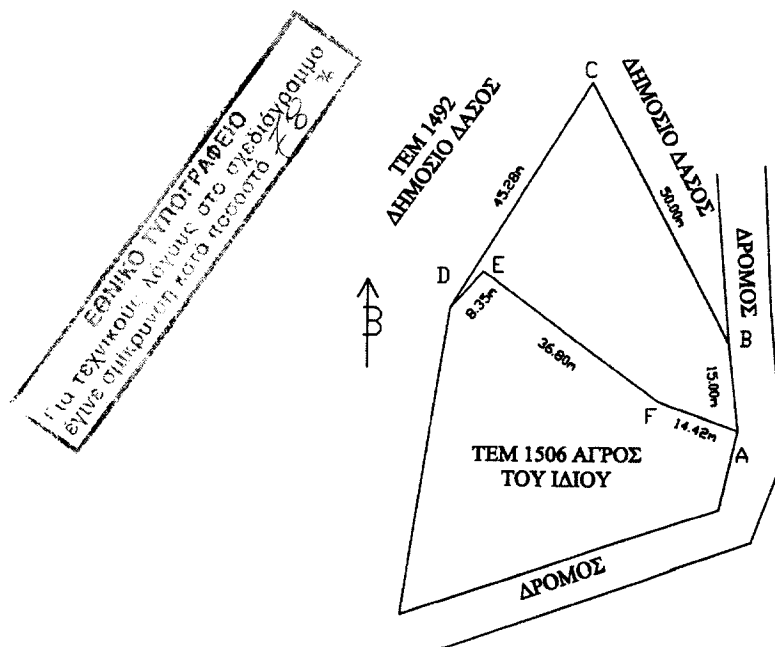 ΕΘΝΙΚΟ ΤΥΠΟΓΡΑΦΕΙΟ
Για τεχνικούς λόγους στο σχεδιάγραμμα
έγινε σμίκρυνση κατά ποσοστό 78 %
C
ΤΕΜ 1492
ΔΗΜΟΣΙΟ ΔΑΣΟΣ
ΔΗΜΟΣΙΟ ΔΑΣΟΣ
45.28m
50.00m
ΔΡΟΜΟΣ
D
E
8.35m
B
B
36.80m
15.00m
F
14.42m
A
ΤΕΜ 1506 ΑΓΡΟΣ
ΤΟΥ ΙΔΙΟΥ
ΔΡΟΜΟΣ